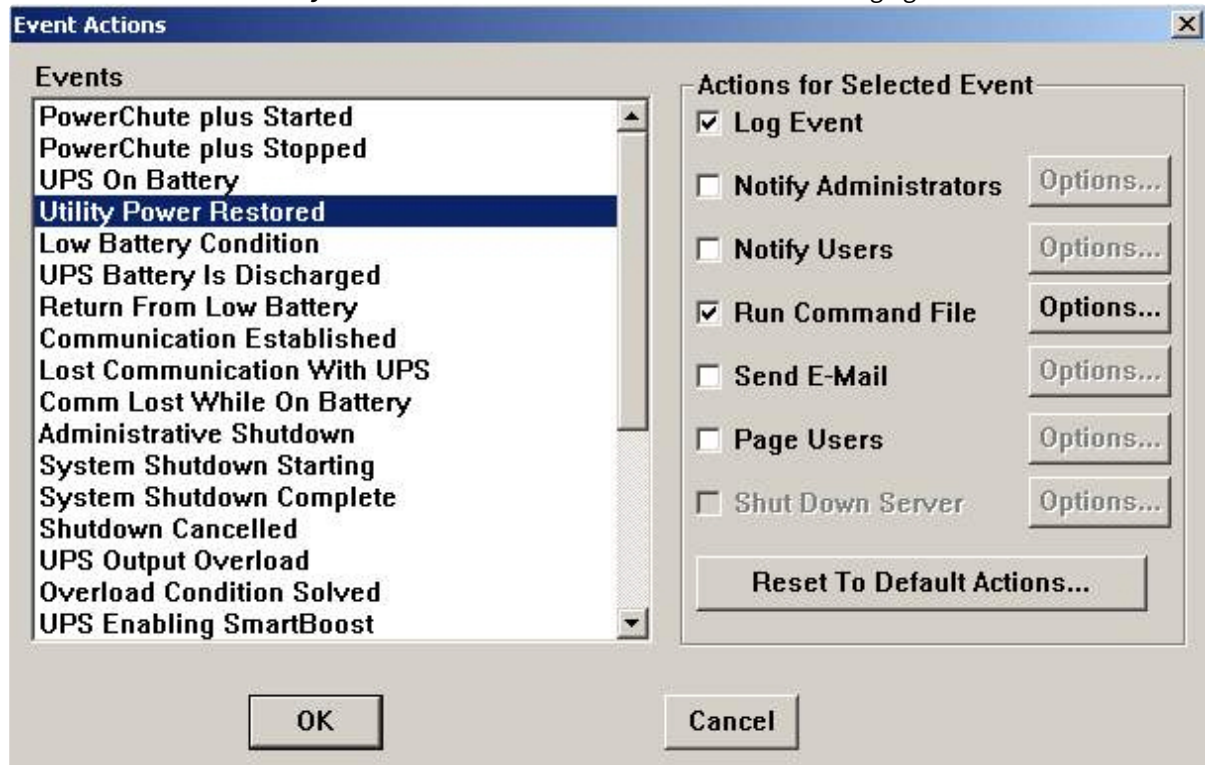 Event Actions
Events
PowerChute plus Started
PowerChute plus Stopped
UPS On Battery
Utility Power Restored
Low Battery Condition
UPS Battery Is Discharged
Return From Low Battery
Communication Established
Lost Communication With UPS
Comm Lost While On Battery
Administrative Shutdown
System Shutdown Starting
System Shutdown Complete
Shutdown Cancelled
UPS Output Overload
Overload Condition Solved
UPS Enabling SmartBoost
Actions for Selected Event
Log Event
Notify Administrators Options...
Notify Users Options...
Run Command File Options...
Send E-Mail Options...
Page Users Options...
Shut Down Server Options...
Reset To Default Actions...
OK Cancel